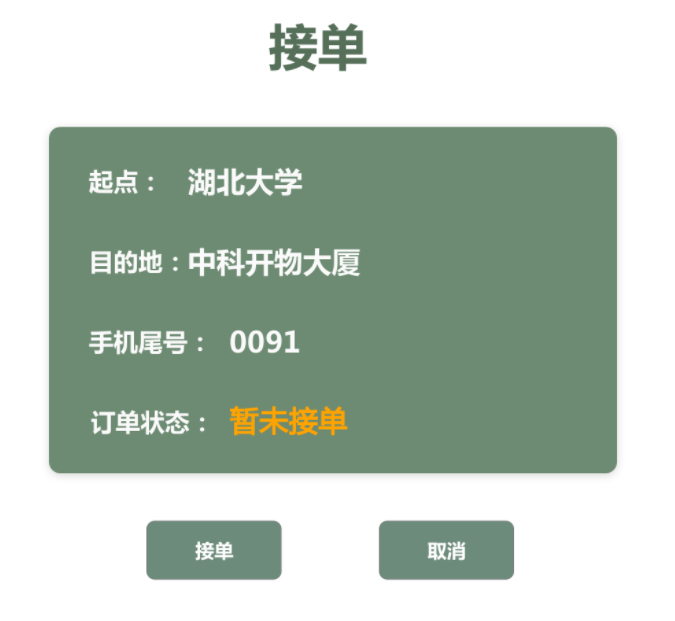 接单
起点： 湖北大学
目的地：中科开物大厦
手机尾号： 0091
订单状态： 暂未接单
接单 取消